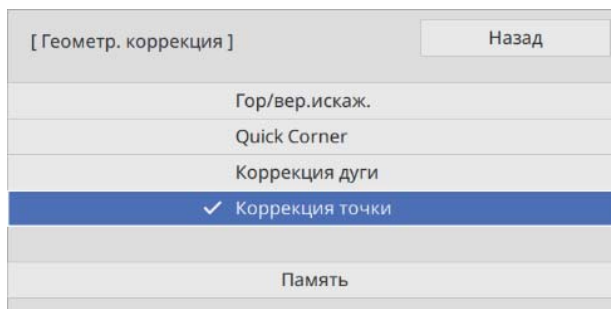 [ Геометр. коррекция ]
Назад
Гор/вер.искаж.
Quick Corner
Коррекция дуги
✓ Коррекция точки
Память